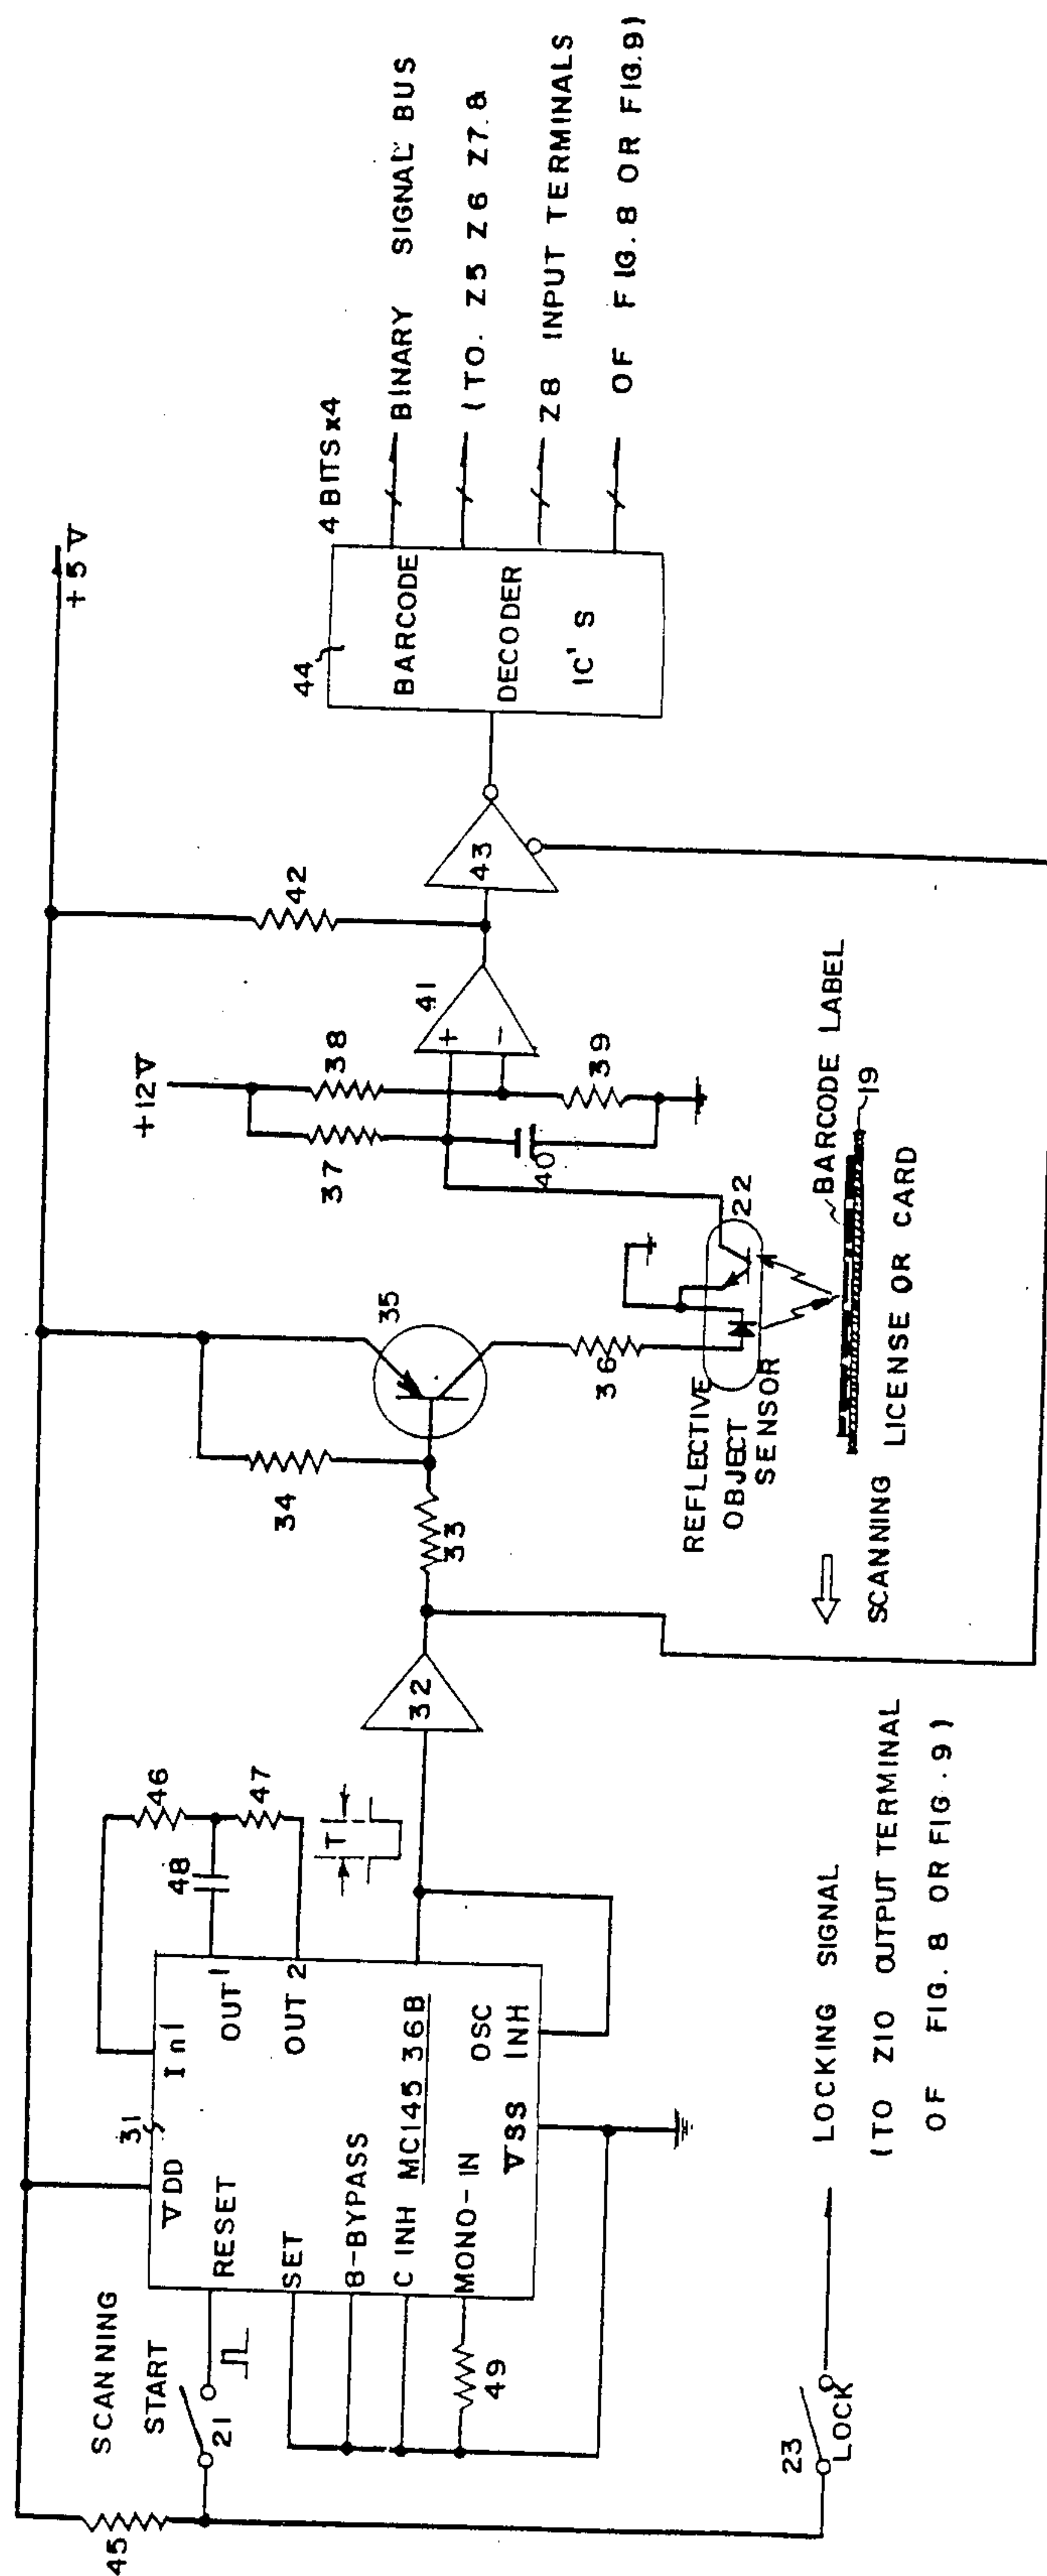 +5V
+12V
45
SCANNING
START
21
31
VDD
In1
RESET
OUT 1
OUT 2
SET
B-BYPASS
C INH MC145 36B
MONO-IN
OSC
INH
VSS
49
46
47
48
T
32
33
34
35
36
37
38
39
40
41
42
43
44
BARCODE
DECODER
IC'S
4 BITS x4
BINARY SIGNAL BUS
(TO. Z5 Z6 Z7.&
Z8 INPUT TERMINALS
OF FIG. 8 OR FIG.9)
22
REFLECTIVE
OBJECT
SENSOR
BARCODE LABEL
19
SCANNING
LICENSE OR CARD
23
LOCK
LOCKING SIGNAL
(TO Z10 OUTPUT TERMINAL
OF FIG. 8 OR FIG.9)